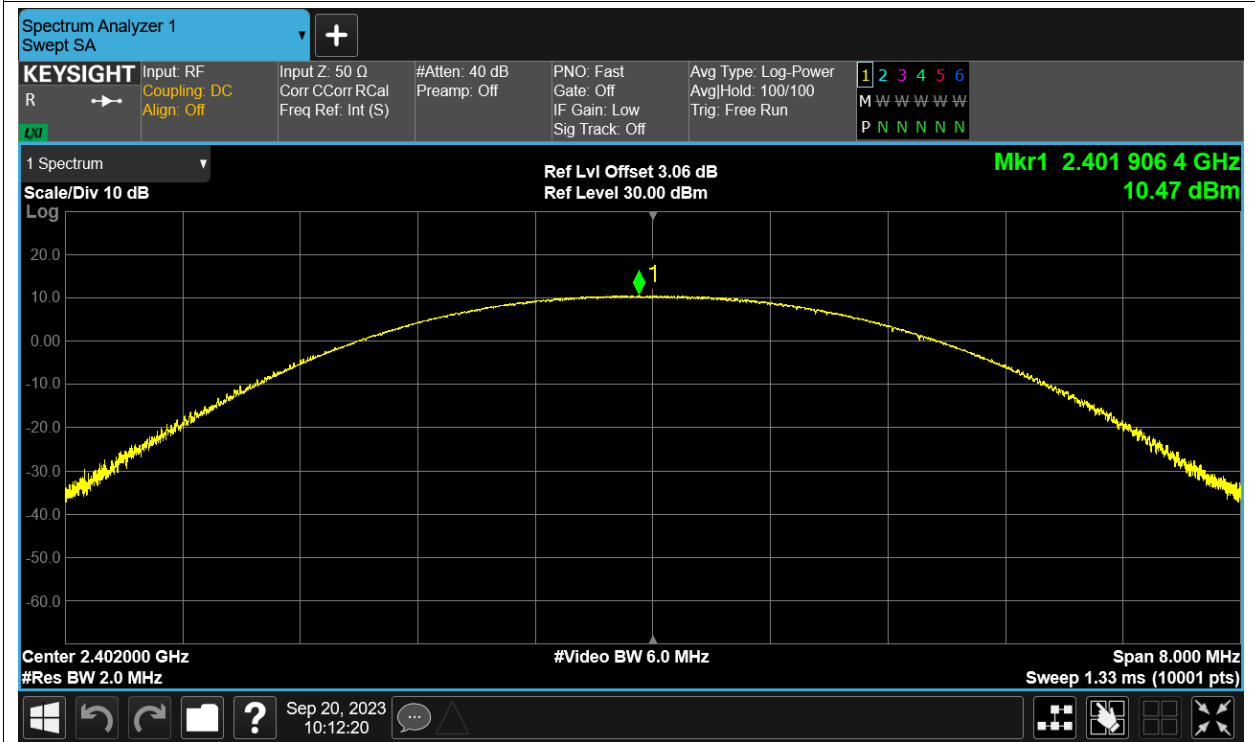 Spectrum Analyzer 1
Swept SA
+
KEYSIGHT
R
LXI
Input: RF
Coupling: DC
Align: Off
Input Z: 50 Ω
Corr CCorr RCal
Freq Ref: Int (S)
#Atten: 40 dB
Preamp: Off
PNO: Fast
Gate: Off
IF Gain: Low
Sig Track: Off
Avg Type: Log-Power
Avg|Hold: 100/100
Trig: Free Run
1 2 3 4 5 6
M W W W W W
P N N N N N
1 Spectrum
Scale/Div 10 dB
Log
Ref Lvl Offset 3.06 dB
Ref Level 30.00 dBm
Mkr1 2.401 906 4 GHz
10.47 dBm
20.0
10.0
0.00
-10.0
-20.0
-30.0
-40.0
-50.0
-60.0
1
Center 2.402000 GHz
#Res BW 2.0 MHz
#Video BW 6.0 MHz
Span 8.000 MHz
Sweep 1.33 ms (10001 pts)
?
Sep 20, 2023
10:12:20